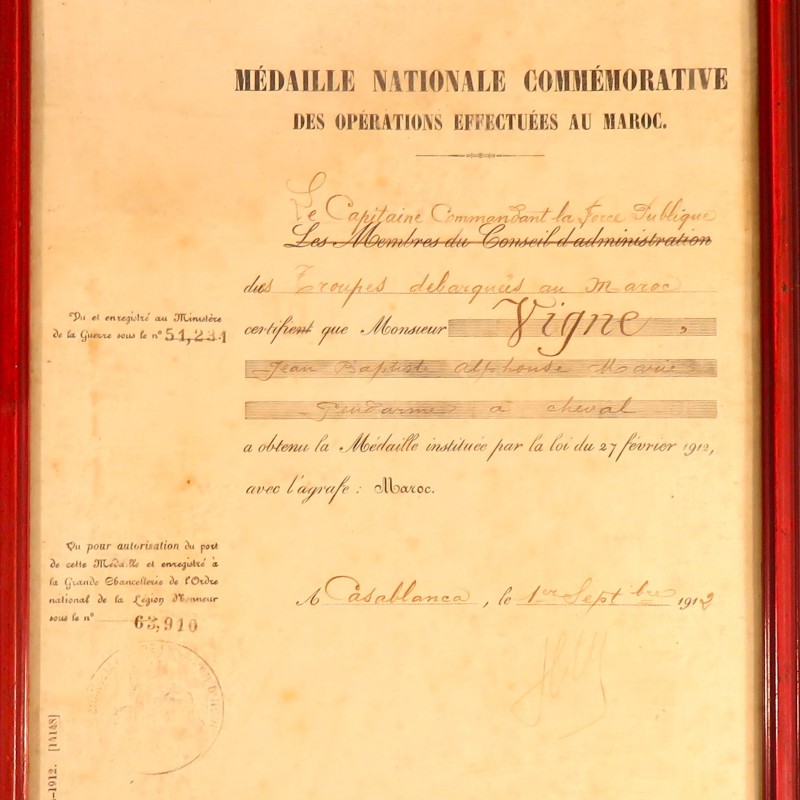 MÉDAILLE NATIONALE COMMÉMORATIVE
DES OPÉRATIONS EFFECTUÉES AU MAROC.
Le Capitaine Commandant la Force Publique
Les Membres du Conseil d'administration
des Troupes débarquées au Maroc
certifient que Monsieur Vigne,
Jean Baptiste Alphonse Marie
Gendarme à cheval
a obtenu la Médaille instituée par la loi du 27 février 1912,
avec l'agrafe : Maroc.
A Casablanca, le 1er Septbre 1912
Vu et enregistré au Ministère
de la Guerre sous le n° 51,231
Vu pour autorisation du port
de cette Médaille et enregistré à
la Grande Chancellerie de l'Ordre
national de la Légion d'Honneur
sous le n° 63,910
-1912. [14148]